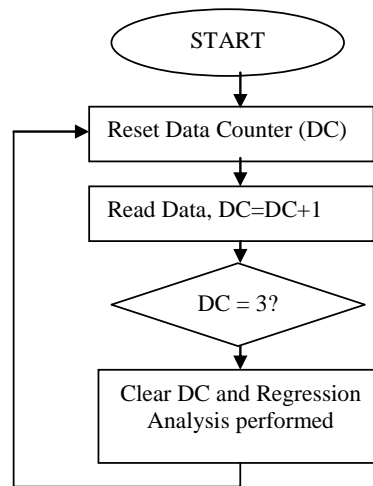 START
Reset Data Counter (DC)
Read Data, DC=DC+1
DC = 3?
Clear DC and Regression
Analysis performed